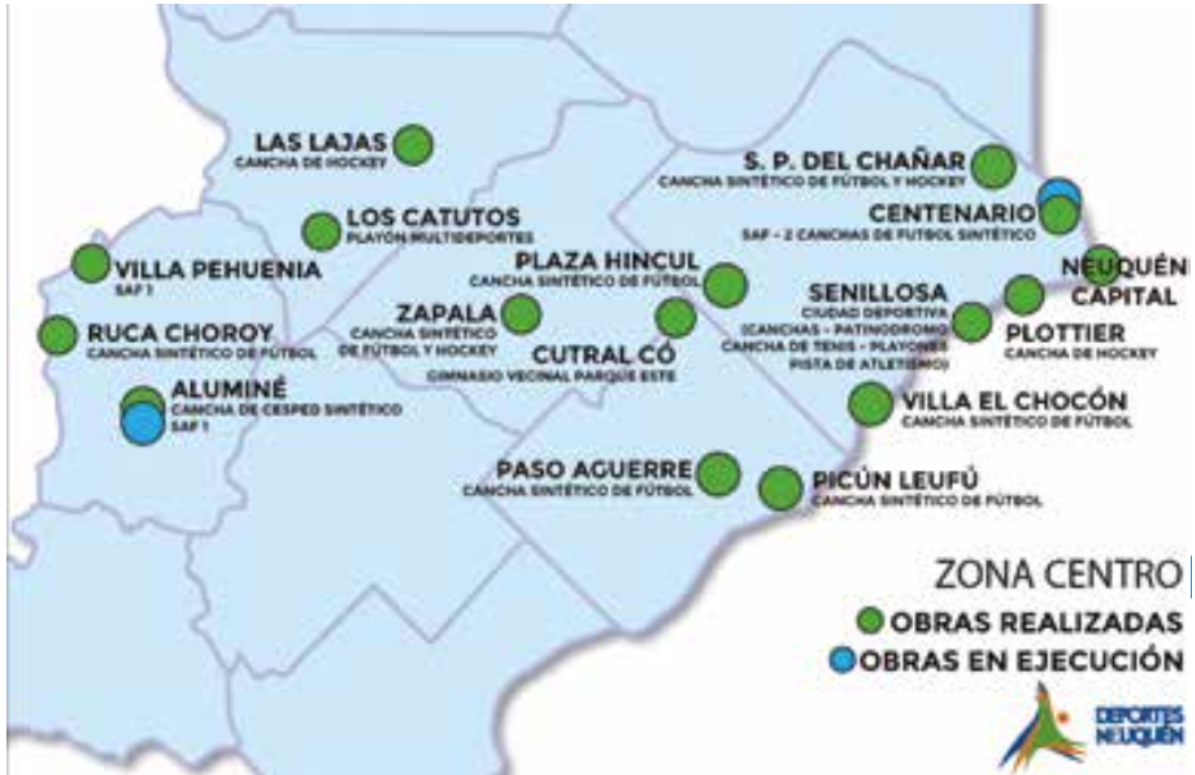 LAS LAJAS
CANCHA DE HOCKEY
S. P. DEL CHAÑAR
CANCHA SINTÉTICO DE FÚTBOL Y HOCKEY
LOS CATUTOS
PLAYÓN MULTIDEPORTES
CENTENARIO
SAF - 2 CANCHAS DE FUTBOL SINTÉTICO
VILLA PEHUENIA
SAF 1
PLAZA HINCUL
CANCHA SINTÉTICO DE FÚTBOL
NEUQUÉN
CAPITAL
ZAPALA
CANCHA SINTÉTICO
DE FÚTBOL Y HOCKEY
SENILLOSA
CIUDAD DEPORTIVA
(CANCHAS - PATINODROMO
CANCHA DE TENIS - PLAYONES
PISTA DE ATLETISMO)
RUCA CHOROY
CANCHA SINTÉTICO DE FÚTBOL
CUTRAL CÓ
GIMNASIO VECINAL PARQUE ESTE
PLOTTIER
CANCHA DE HOCKEY
ALUMINÉ
CANCHA DE CESPED SINTÉTICO
SAF 1
VILLA EL CHOCÓN
CANCHA SINTÉTICO DE FÚTBOL
PASO AGUERRE
CANCHA SINTÉTICO DE FÚTBOL
PICÚN LEUFÚ
CANCHA SINTÉTICO DE FÚTBOL
ZONA CENTRO
OBRAS REALIZADAS
OBRAS EN EJECUCIÓN
DEPORTES
NEUQUÉN